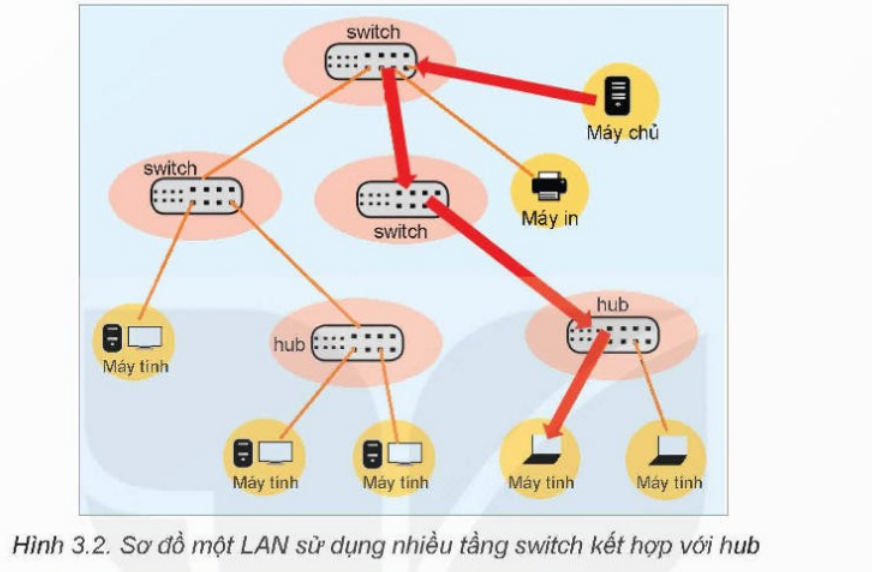 switch
Máy chủ
switch
Máy in
switch
hub
hub
Máy tính
Máy tính
Máy tính
Máy tính
Máy tính
Hình 3.2. Sơ đồ một LAN sử dụng nhiều tầng switch kết hợp với hub